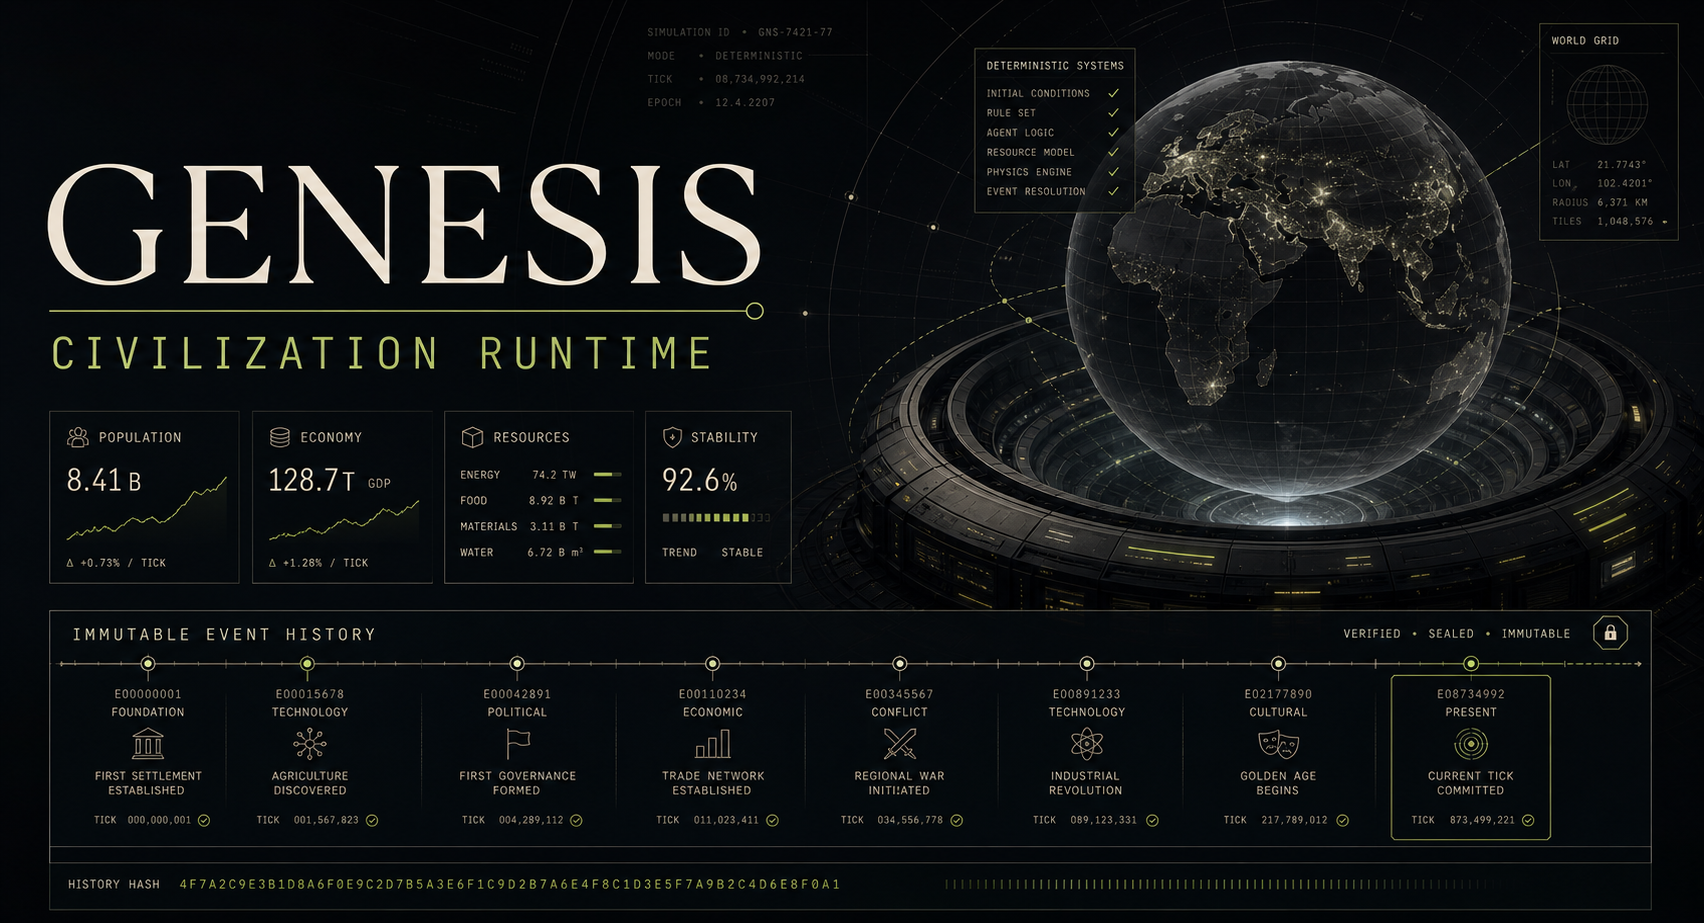 SIMULATION ID • GNS-7421-77
MODE • DETERMINISTIC
TICK • 08,734,992,214
EPOCH • 12.4.2207
GENESIS
CIVILIZATION RUNTIME
DETERMINISTIC SYSTEMS
INITIAL CONDITIONS ✓
RULE SET ✓
AGENT LOGIC ✓
RESOURCE MODEL ✓
PHYSICS ENGINE ✓
EVENT RESOLUTION ✓
WORLD GRID
LAT 21.7743°
LON 102.4201°
RADIUS 6,371 KM
TILES 1,048,576
POPULATION
8.41 B
Δ +0.73% / TICK
ECONOMY
128.7T GDP
Δ +1.28% / TICK
RESOURCES
ENERGY 74.2 TW
FOOD 8.92 B T
MATERIALS 3.11 B T
WATER 6.72 B m³
STABILITY
92.6%
TREND STABLE
IMMUTABLE EVENT HISTORY
VERIFIED • SEALED • IMMUTABLE
E00000001
FOUNDATION
FIRST SETTLEMENT
ESTABLISHED
TICK 000,000,001
E00015678
TECHNOLOGY
AGRICULTURE
DISCOVERED
TICK 001,567,823
E00042891
POLITICAL
FIRST GOVERNANCE
FORMED
TICK 004,289,112
E00110234
ECONOMIC
TRADE NETWORK
ESTABLISHED
TICK 011,023,411
E00345567
CONFLICT
REGIONAL WAR
INITIATED
TICK 034,556,778
E00891233
TECHNOLOGY
INDUSTRIAL
REVOLUTION
TICK 089,123,331
E02177890
CULTURAL
GOLDEN AGE
BEGINS
TICK 217,789,012
E08734992
PRESENT
CURRENT TICK
COMMITTED
TICK 873,499,221
HISTORY HASH 4F7A2C9E3B1D8A6F0E9C2D7B5A3E6F1C9D2B7A6E4F8C1D3E5F7A9B2C4D6E8F0A1